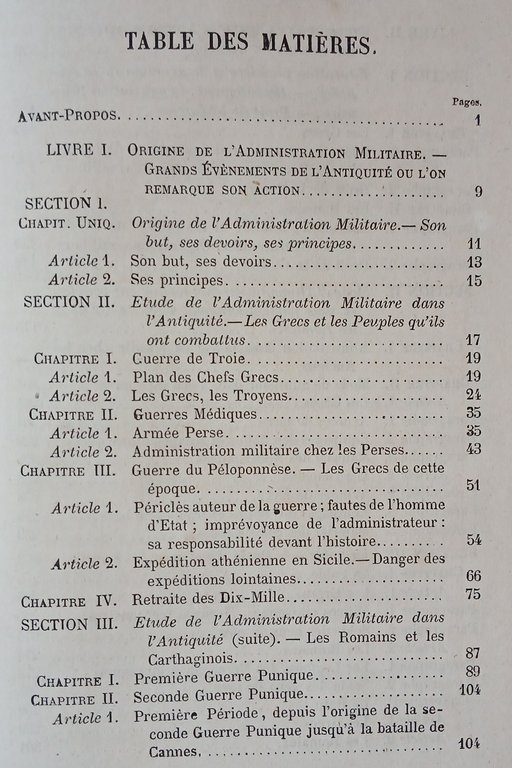 TABLE DES MATIÈRES.
Pages.
AVANT-PROPOS. . . . . . . . . . . . . . . . . . . . 1
LIVRE I. ORIGINE DE L'ADMINISTRATION MILITAIRE. —
GRANDS ÉVÈNEMENTS DE L'ANTIQUITÉ OU L'ON
REMARQUE SON ACTION. . . . . . . . . . 9
SECTION I.
CHAPIT. UNIQ. Origine de l'Administration Militaire. — Son
but, ses devoirs, ses principes. . . . . . . . . . 11
Article 1. Son but, ses devoirs. . . . . . . . . . 13
Article 2. Ses principes. . . . . . . . . . 15
SECTION II. Etude de l'Administration Militaire dans
l'Antiquité. — Les Grecs et les Peuples qu'ils
ont combattus. . . . . . . . . . 17
CHAPITRE I. Cuerre de Troie. . . . . . . . . . 19
Article 1. Plan des Chefs Grecs. . . . . . . . . . 19
Article 2. Les Grecs, les Troyens. . . . . . . . . . 24
CHAPITRE II. Guerres Médiques. . . . . . . . . . 35
Article 1. Armée Perse. . . . . . . . . . 35
Article 2. Administration militaire chez les Perses. . . . . . 43
CHAPITRE III. Guerre du Péloponnèse. — Les Grecs de cette
époque. . . . . . . . . . 51
Article 1. Périclès auteur de la guerre ; fautes de l'homme
d'Etat ; imprévoyance de l'administrateur :
sa responsabilité devant l'histoire. . . . . . . . . . 54
Article 2. Expédition athénienne en Sicile. — Danger des
expéditions lointaines. . . . . . . . . . 66
CHAPITRE IV. Retraite des Dix-Mille. . . . . . . . . . 75
SECTION III. Etude de l'Administration Militaire dans
l'Antiquité (suite). — Les Romains et les
Carthaginois. . . . . . . . . . 87
CHAPITRE I. Première Guerre Punique. . . . . . . . . . 89
CHAPITRE II. Seconde Guerre Punique. . . . . . . . . . 104
Article 1. Première Période, depuis l'origine de la se-
conde Guerre Punique jusqu'à la bataille de
Cannes. . . . . . . . . . 104